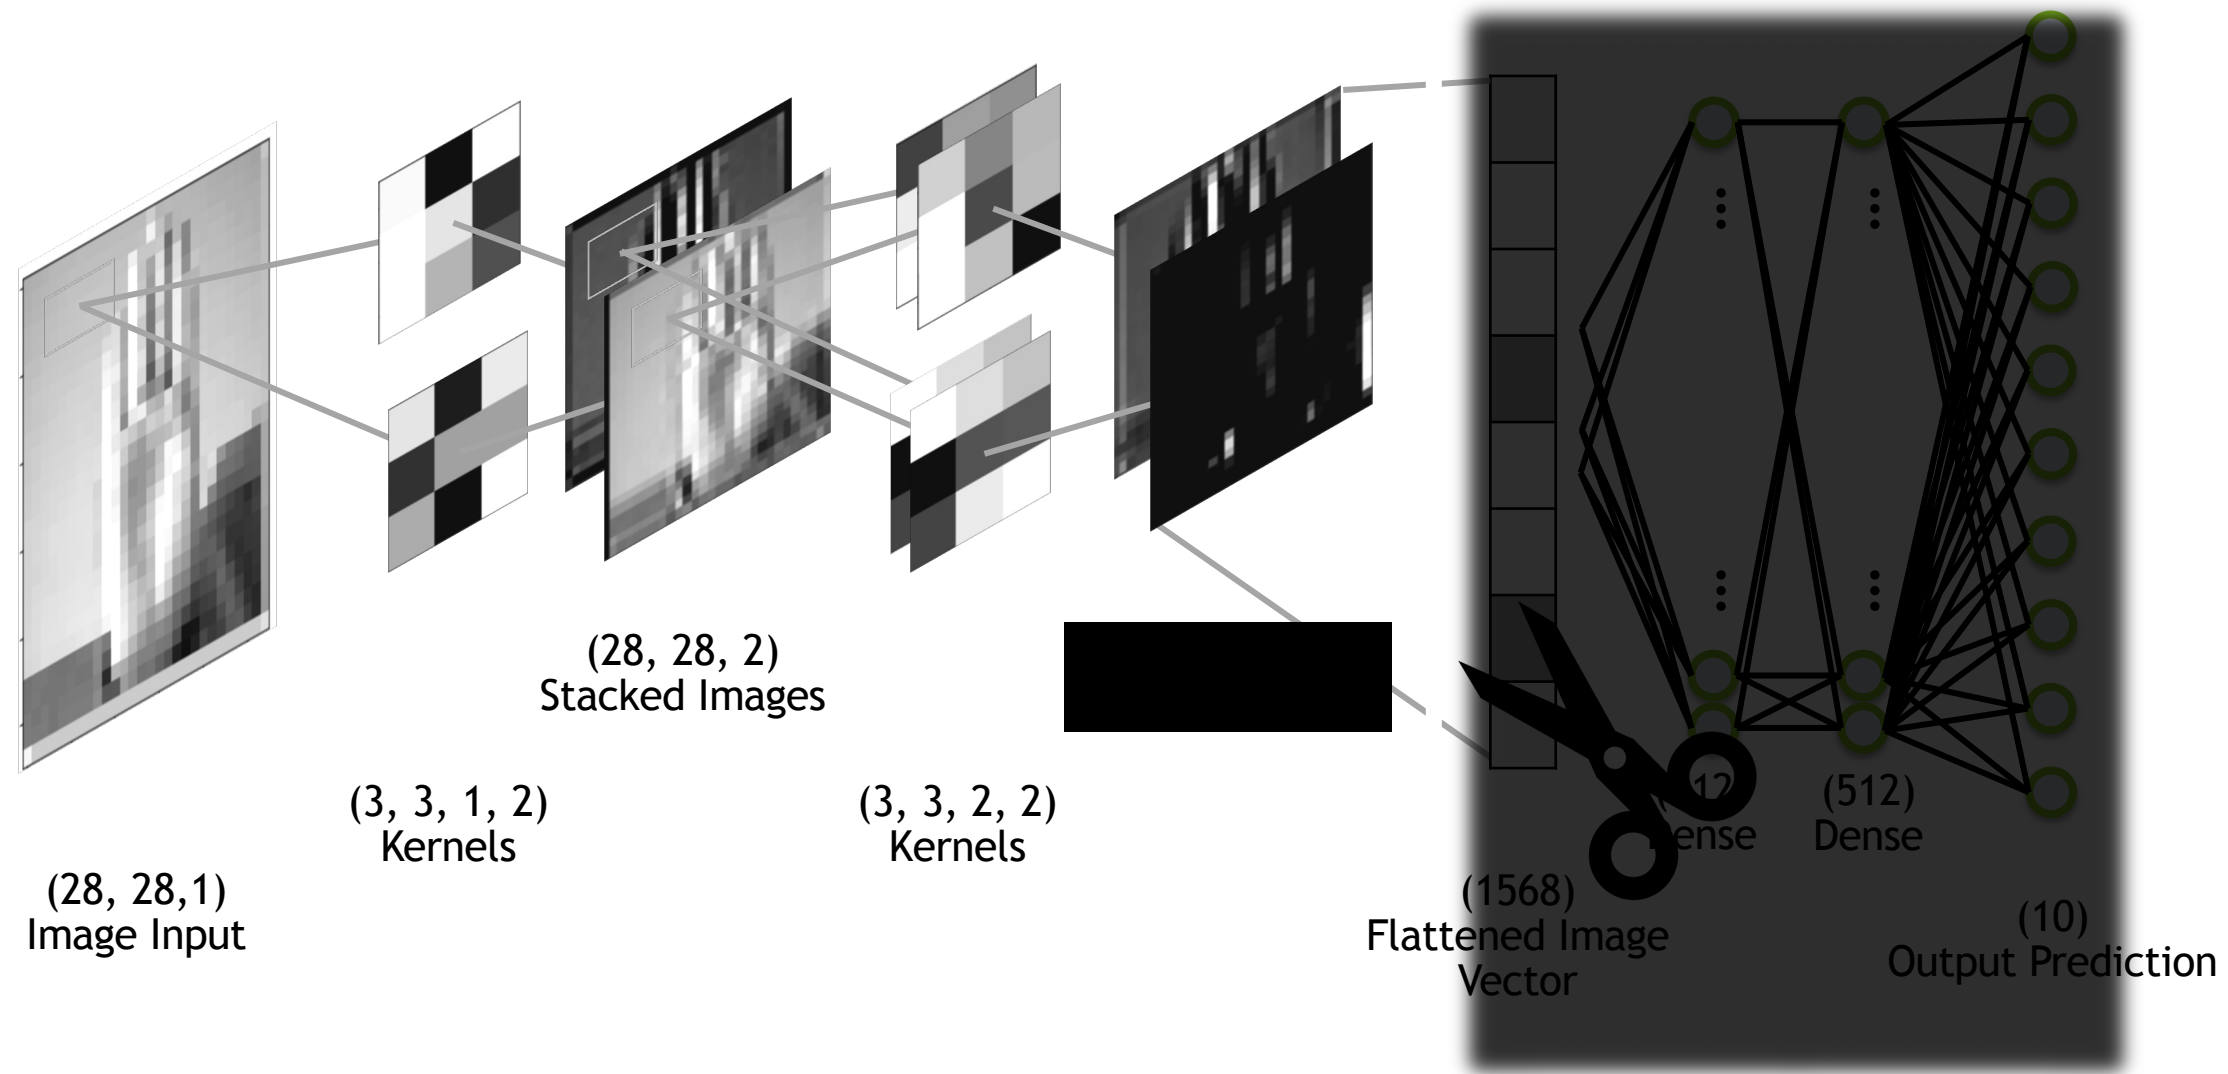 (28, 28, 2)
Stacked Images
(3, 3, 1, 2)
Kernels
(3, 3, 2, 2)
Kernels
(512)
Dense
(28, 28,1)
Image Input
(1568)
Flattened Image
Vector
(10)
Output Prediction